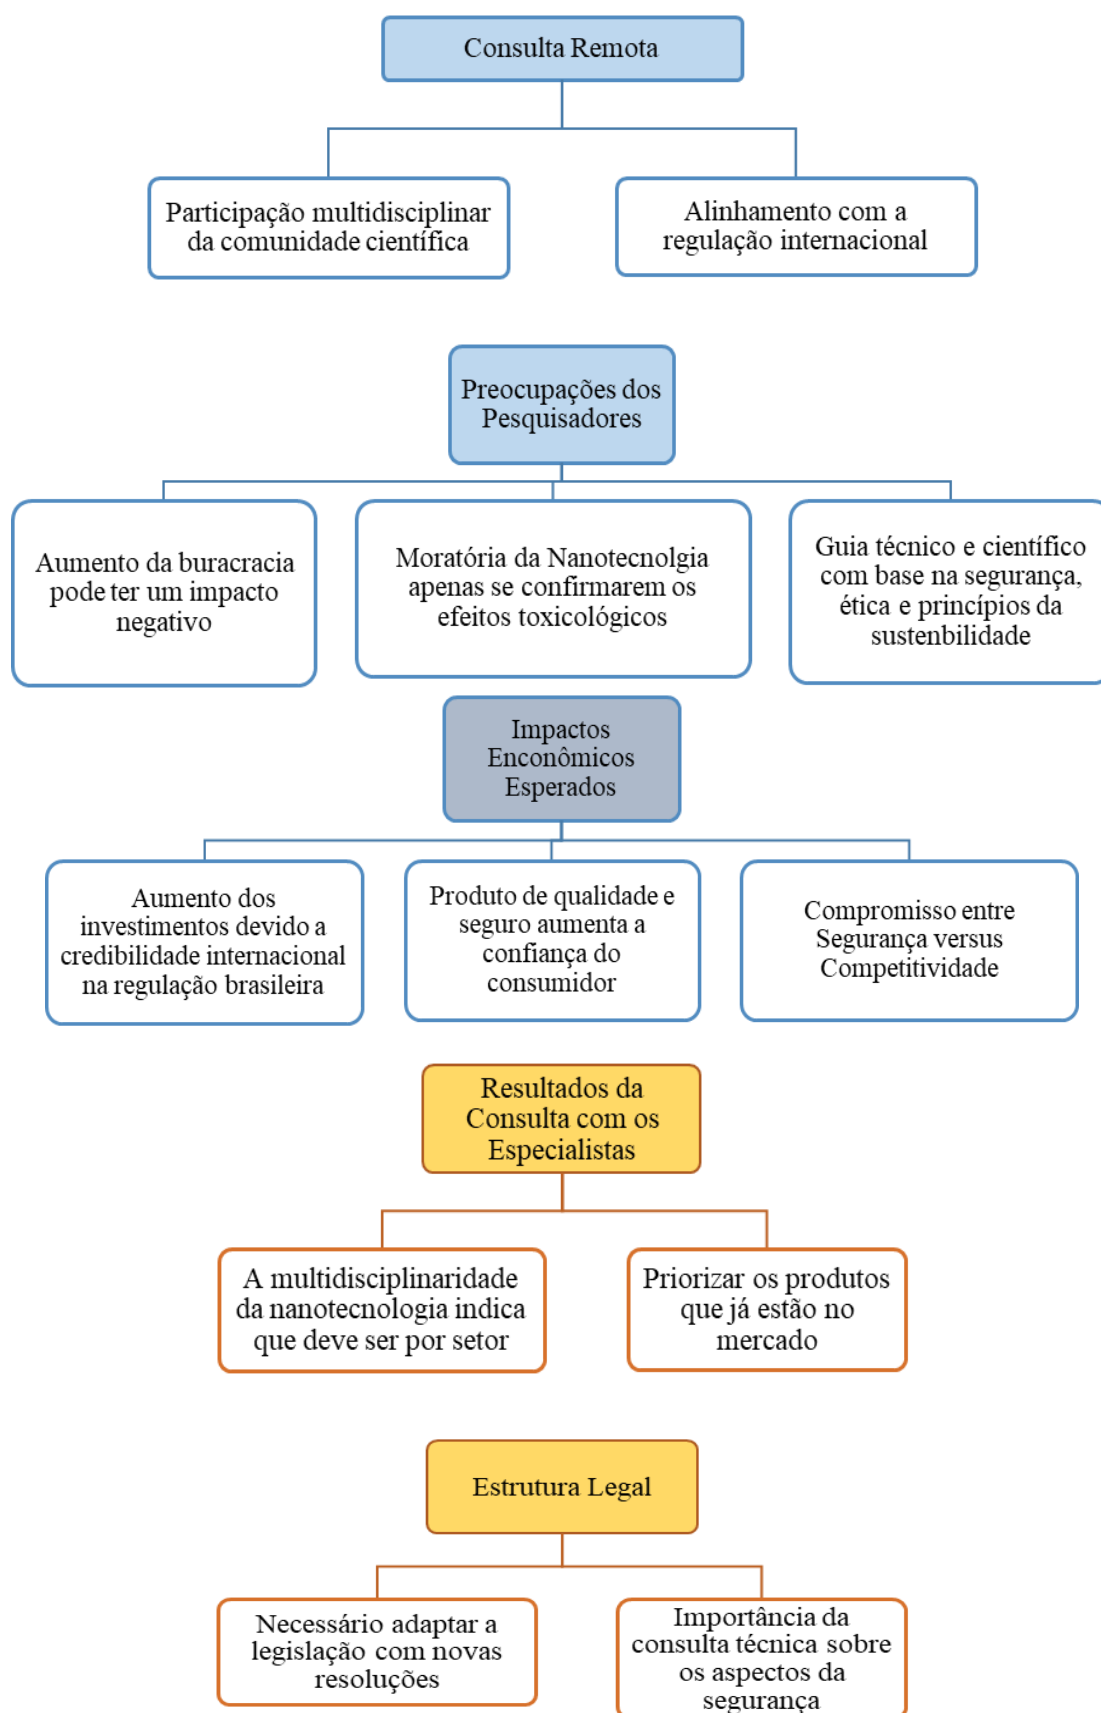 Consulta Remota
Participação multidisciplinar
da comunidade científica
Alinhamento com a
regulação internacional
Preocupações dos
Pesquisadores
Aumento da buracracia
pode ter um impacto
negativo
Moratória da Nanotecnolgia
apenas se confirmarem os
efeitos toxicológicos
Guia técnico e científico
com base na segurança,
ética e princípios da
sustenbilidade
Impactos
Enconômicos
Esperados
Aumento dos
investimentos devido a
credibilidade internacional
na regulação brasileira
Produto de qualidade e
seguro aumenta a
confiança do
consumidor
Compromisso entre
Segurança versus
Competitividade
Resultados da
Consulta com os
Especialistas
A multidisciplinaridade
da nanotecnologia indica
que deve ser por setor
Priorizar os produtos
que já estão no
mercado
Estrutura Legal
Necessário adaptar a
legislação com novas
resoluções
Importância da
consulta técnica sobre
os aspectos da
segurança